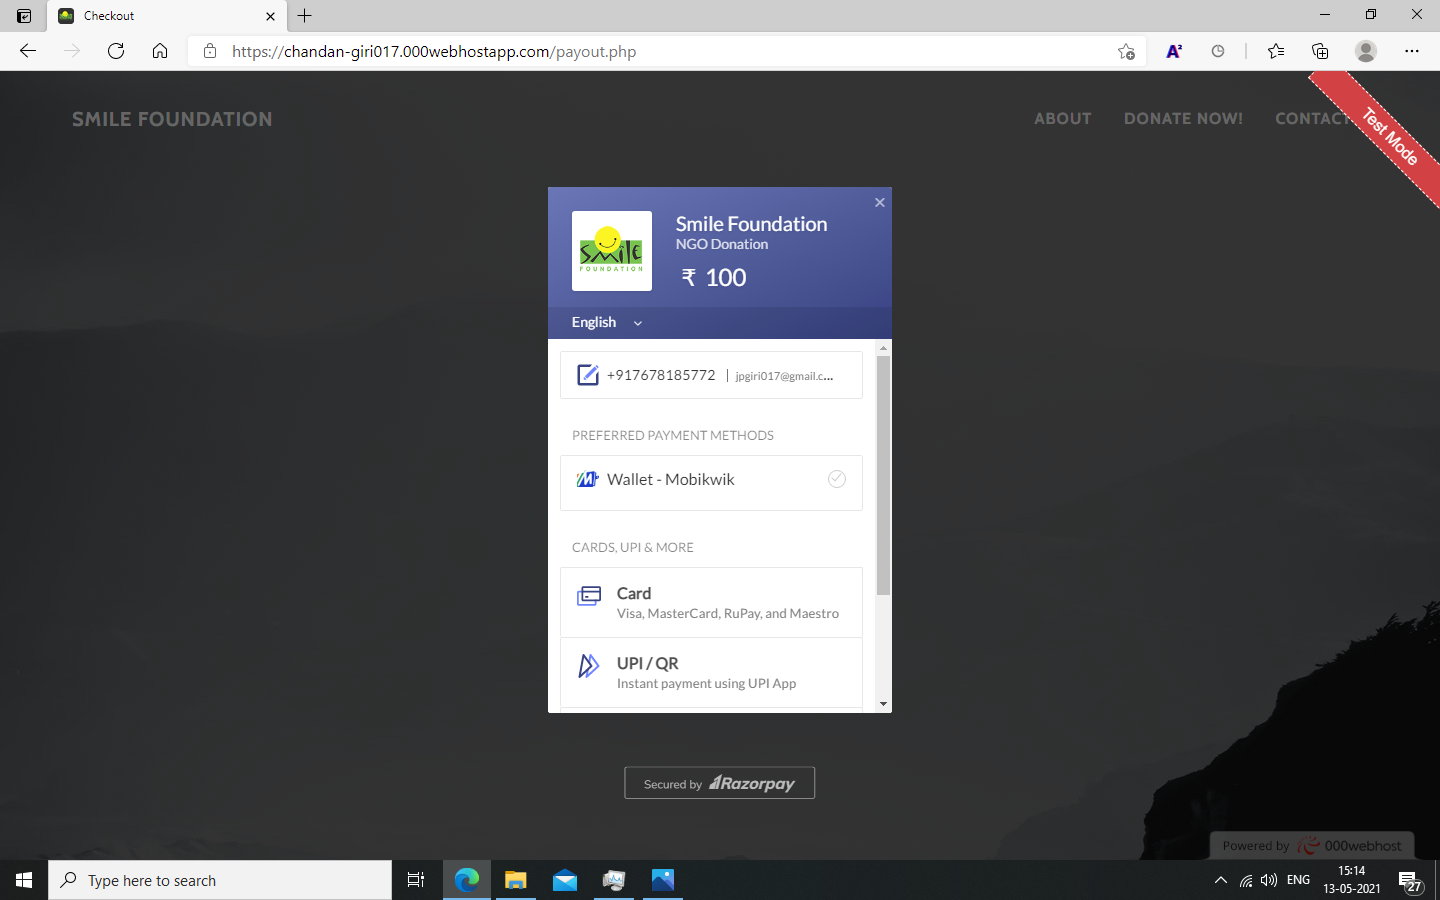 Checkout
https://chandan-giri017.000webhostapp.com/payout.php
SMILE FOUNDATION
ABOUT
DONATE NOW!
CONTACT
Test Mode
SMILE
FOUNDATION
Smile Foundation
NGO Donation
₹ 100
English
+917678185772 | jpgiri017@gmail.c...
PREFERRED PAYMENT METHODS
Wallet - Mobikwik
CARDS, UPI & MORE
Card
Visa, MasterCard, RuPay, and Maestro
UPI / QR
Instant payment using UPI App
Secured by Razorpay
Powered by 000webhost
Type here to search
ENG
15:14
13-05-2021
27